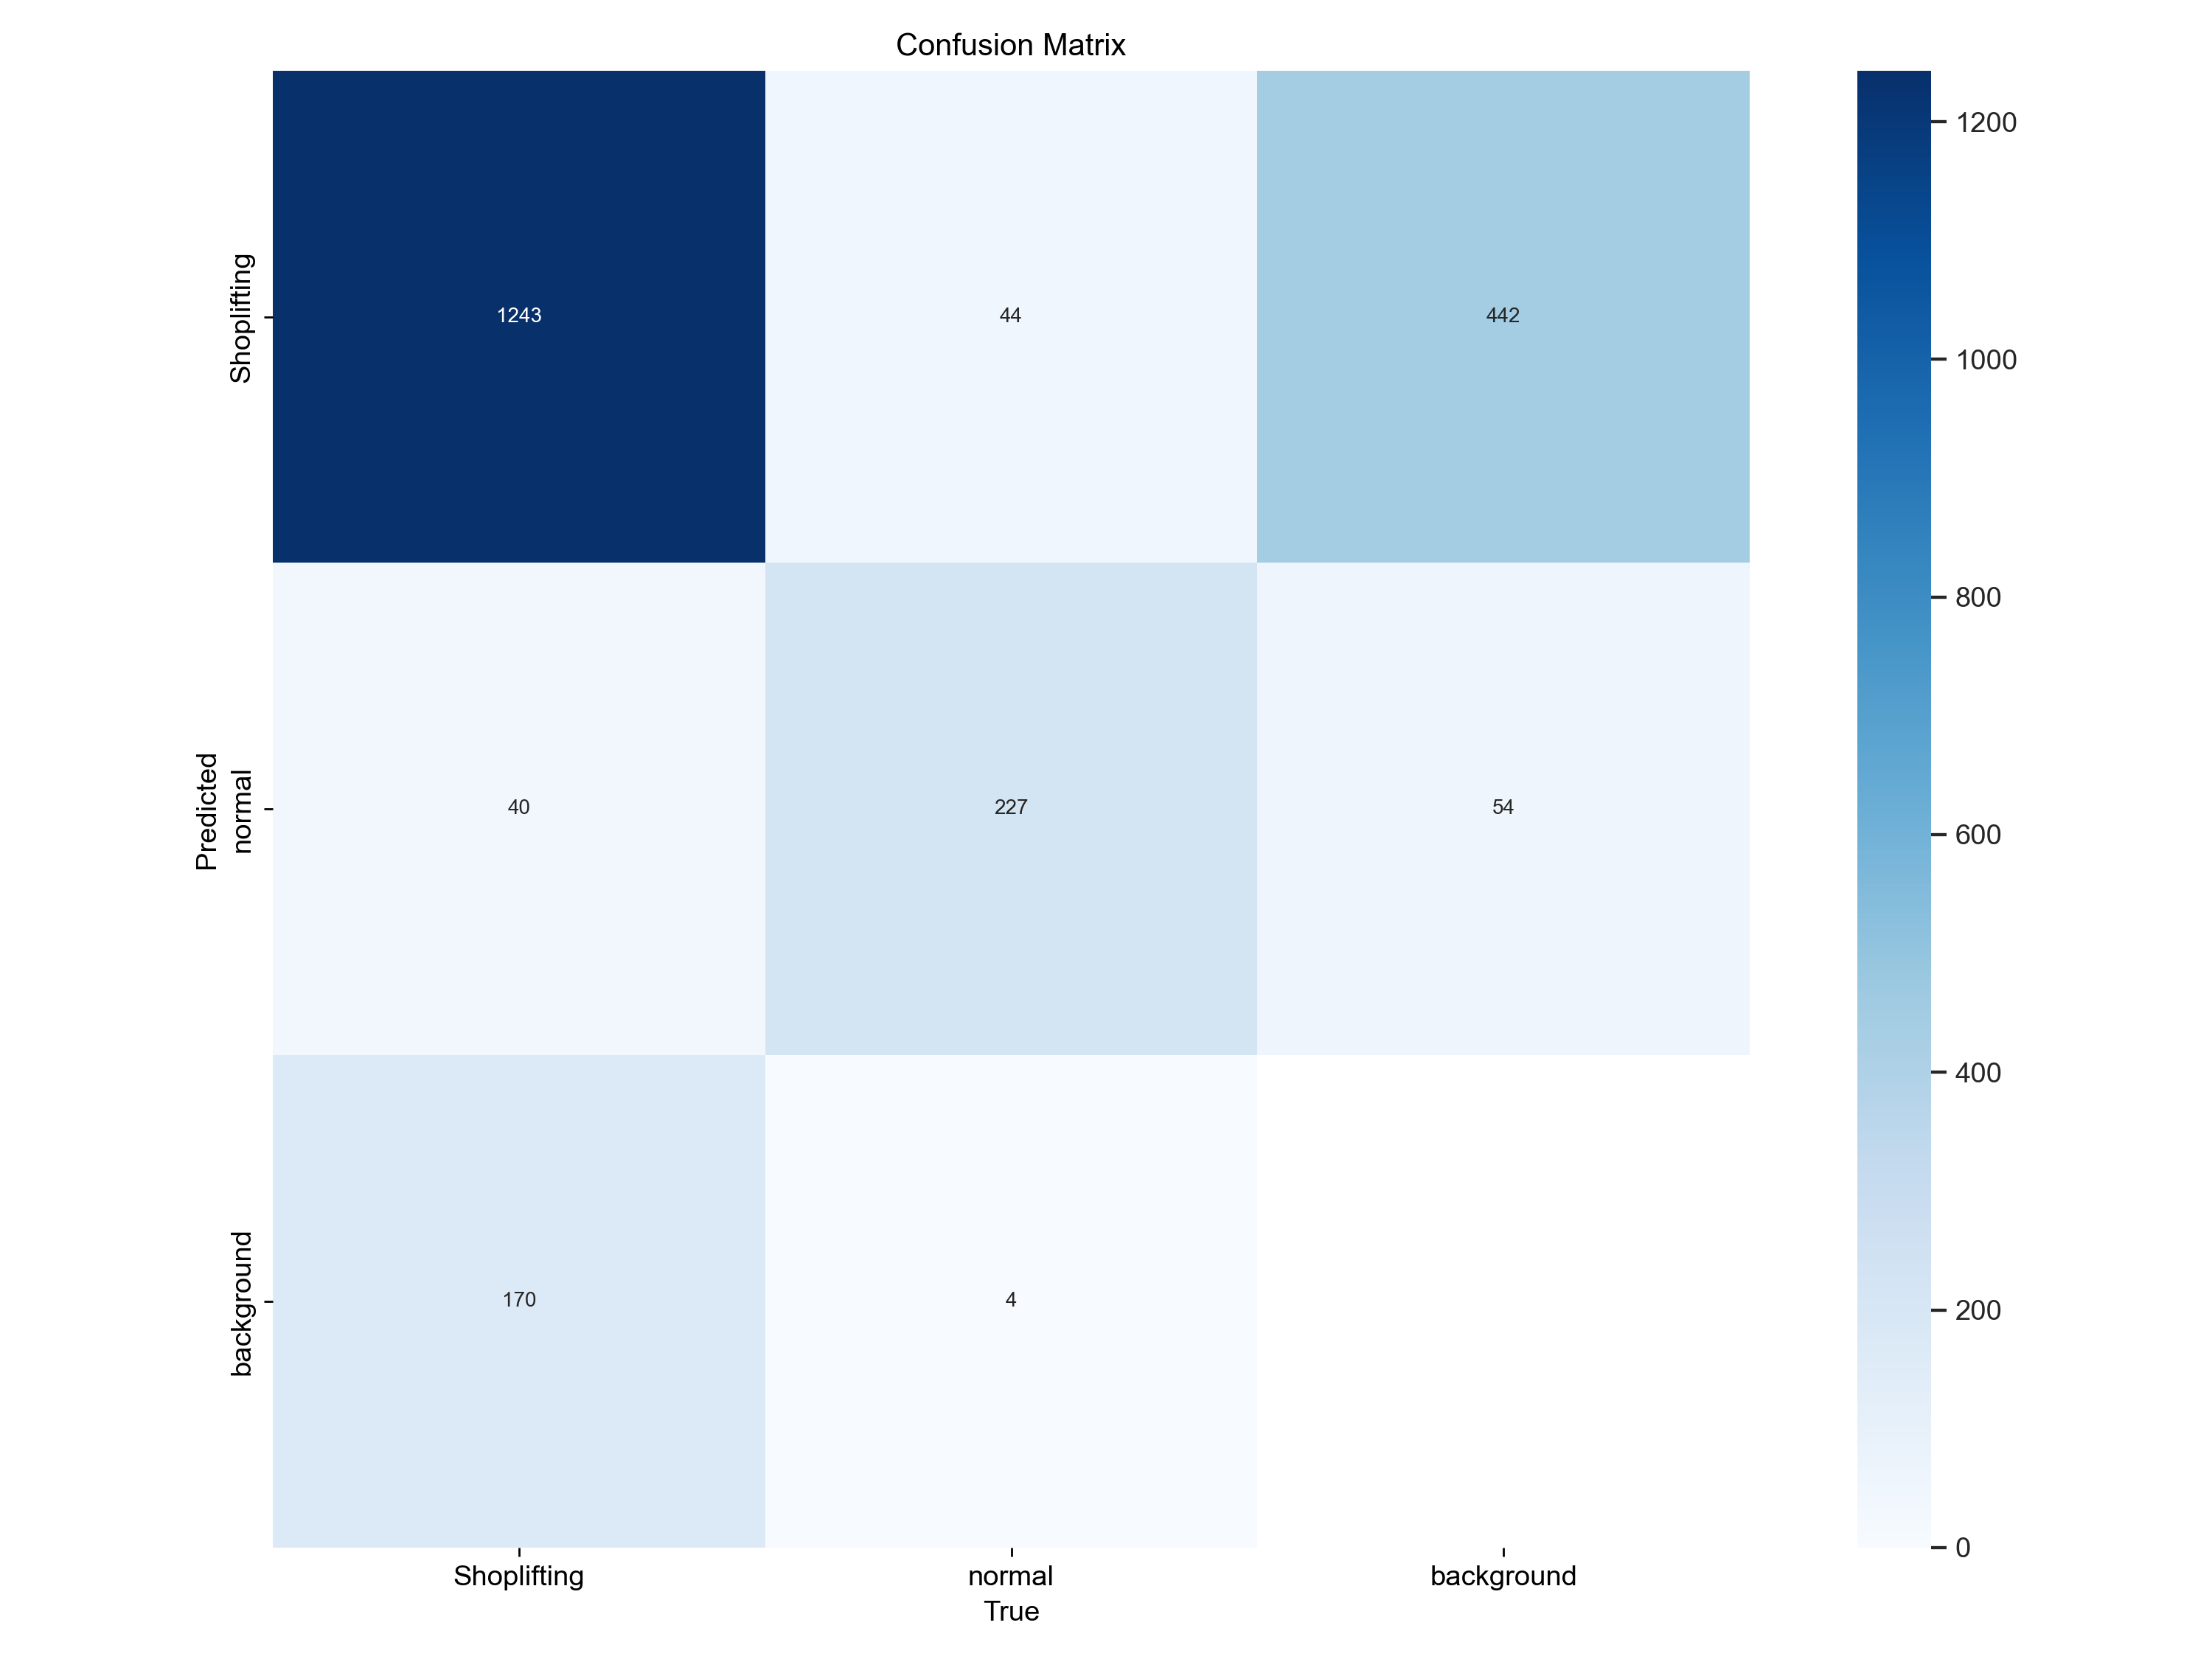 Confusion Matrix
Shoplifting
1243
44
442
1200
1000
800
Predicted
normal
40
227
54
600
400
background
170
4
200
0
Shoplifting
normal
background
True